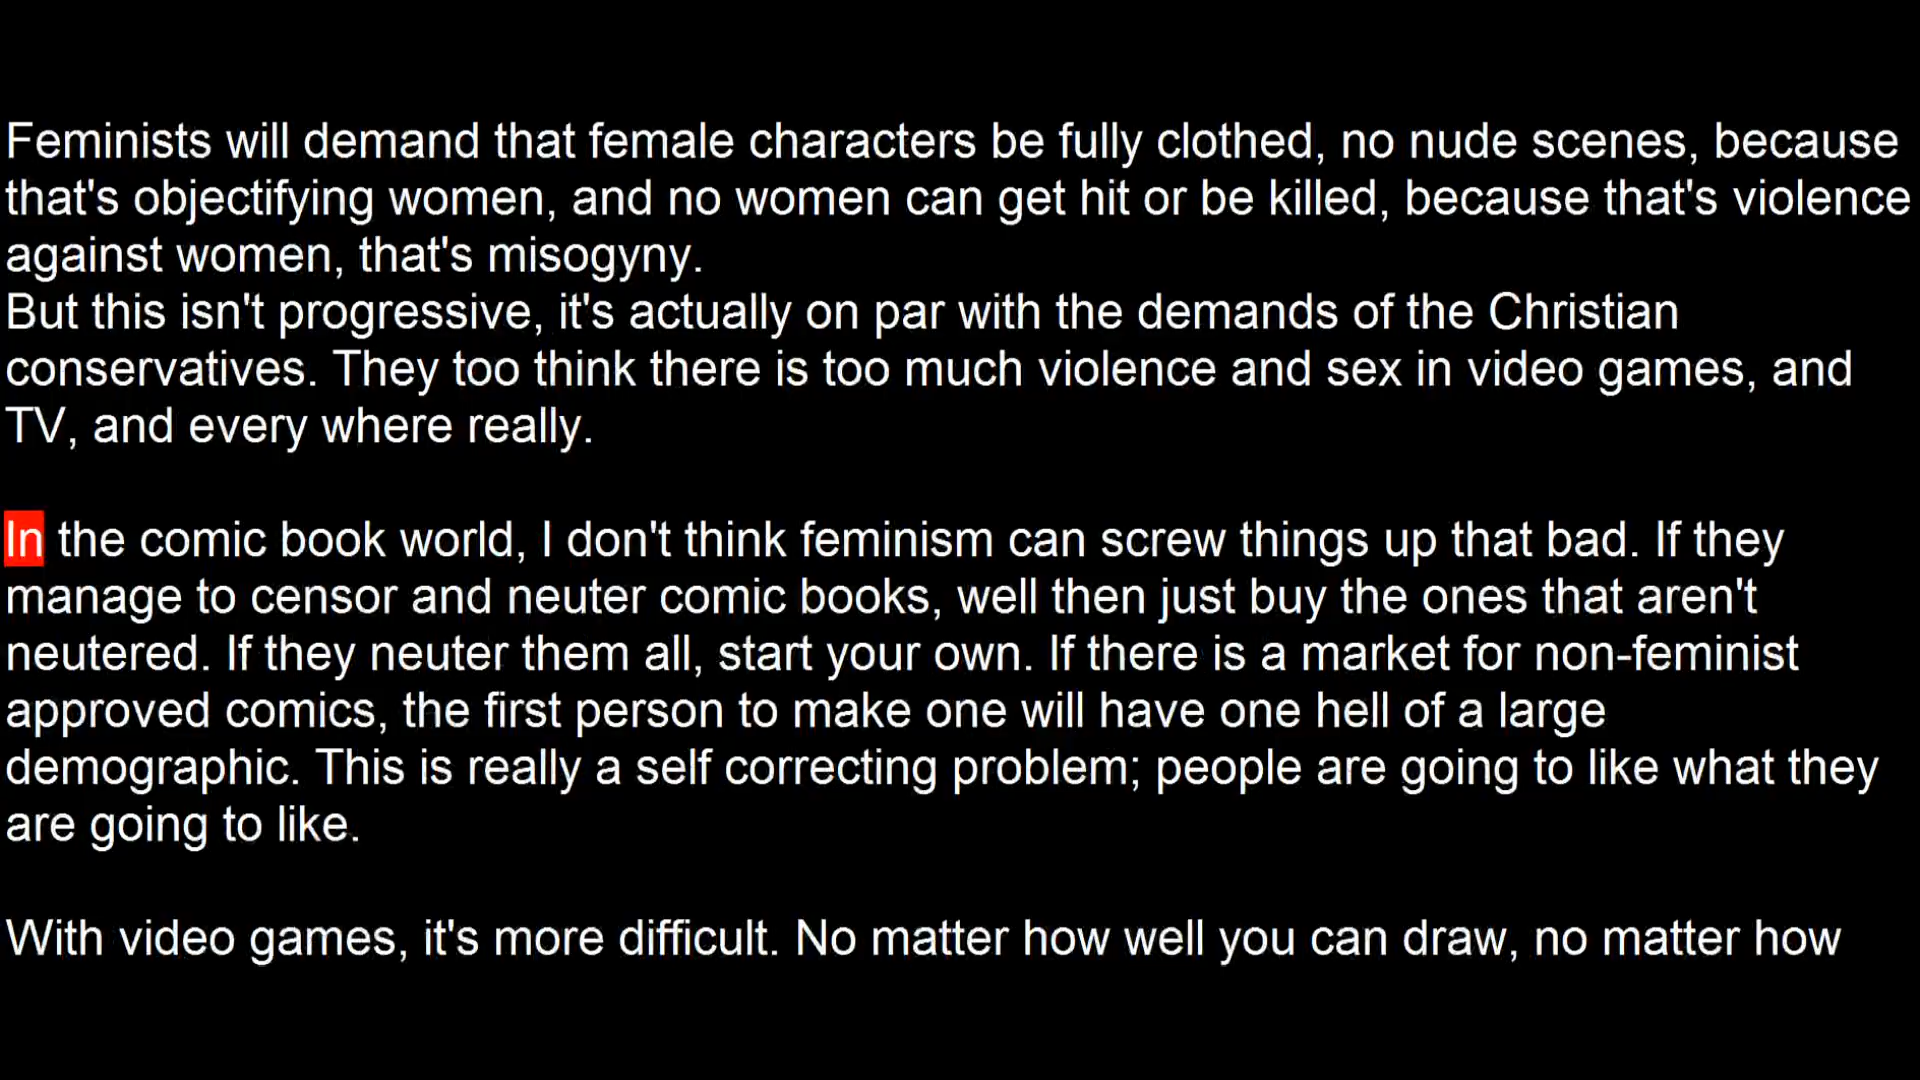 Feminists will demand that female characters be fully clothed, no nude scenes, because
that's objectifying women, and no women can get hit or be killed, because that's violence
against women, that's misogyny.
But this isn't progressive, it's actually on par with the demands of the Christian
conservatives. They too think there is too much violence and sex in video games, and
TV, and every where really.
In the comic book world, I don't think feminism can screw things up that bad. If they
manage to censor and neuter comic books, well then just buy the ones that aren't
neutered. If they neuter them all, start your own. If there is a market for non-feminist
approved comics, the first person to make one will have one hell of a large
demographic. This is really a self correcting problem; people are going to like what they
are going to like.
With video games, it's more difficult. No matter how well you can draw, no matter how